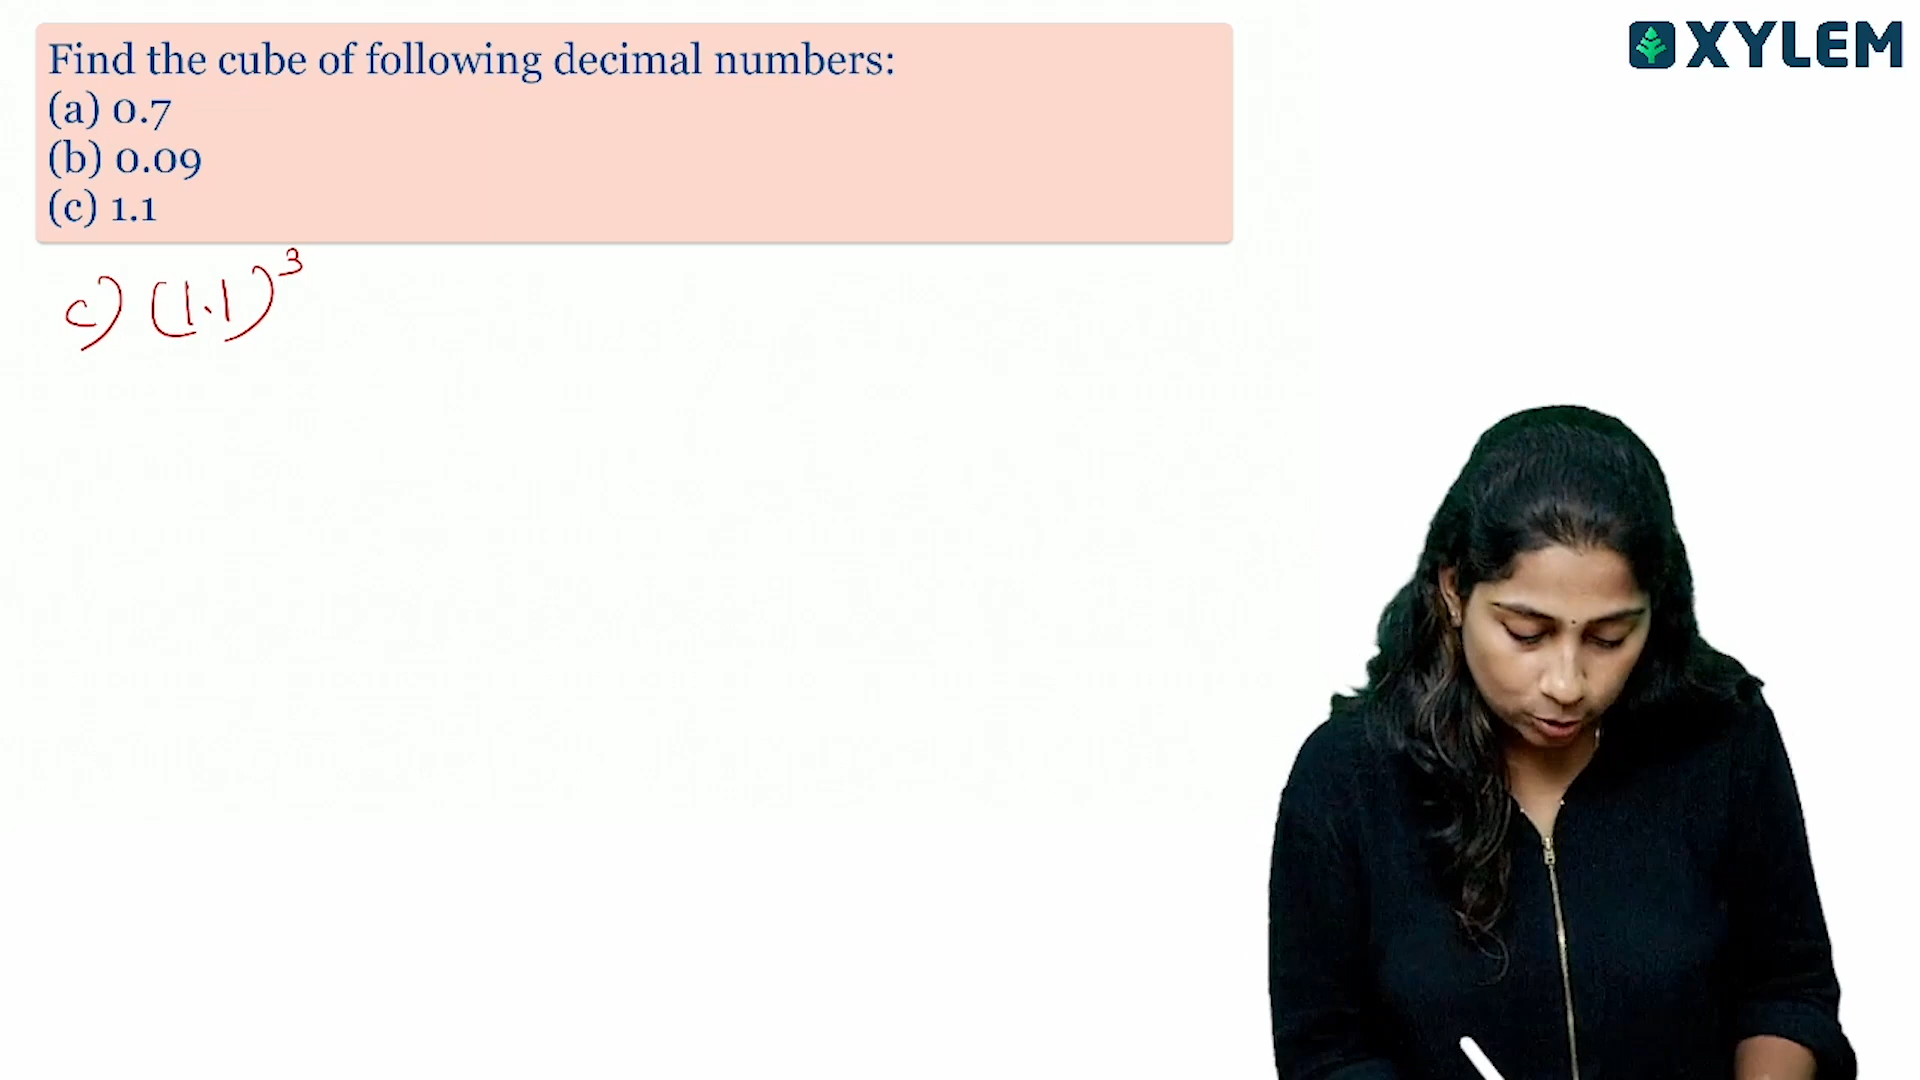 Find the cube of following decimal numbers:
(a) 0.7
(b) 0.09
(c) 1.1
XYLEM
c) (1.1)³